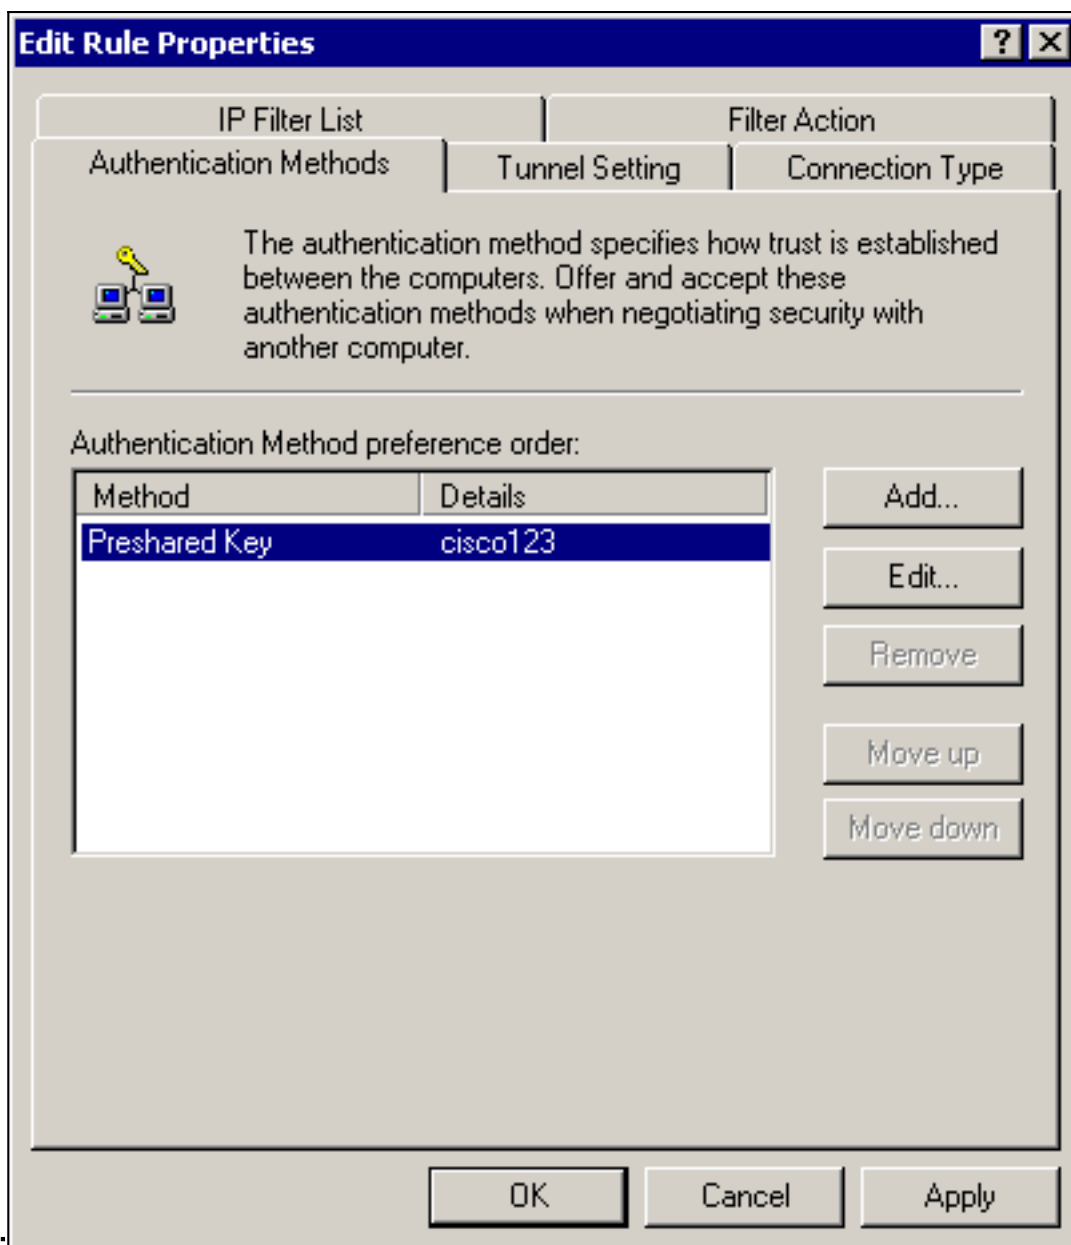 Edit Rule Properties
IP Filter List
Filter Action
Authentication Methods
Tunnel Setting
Connection Type
The authentication method specifies how trust is established
between the computers. Offer and accept these
authentication methods when negotiating security with
another computer.
Authentication Method preference order:
Method
Details
Preshared Key
cisco123
Add...
Edit...
Remove
Move up
Move down
OK
Cancel
Apply